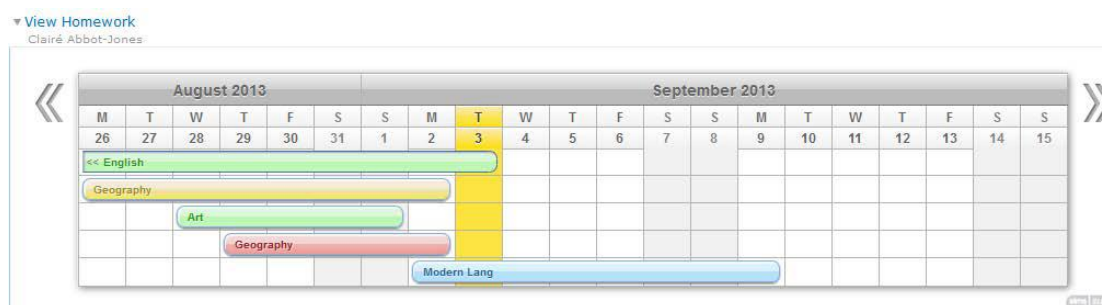 View Homework
Clairé Abbot-Jones
August 2013 September 2013
M T W T F S S M T W T F S S M T W T F S S
26 27 28 29 30 31 1 2 3 4 5 6 7 8 9 10 11 12 13 14 15
<< English
Geography
Art
Geography
Modern Lang